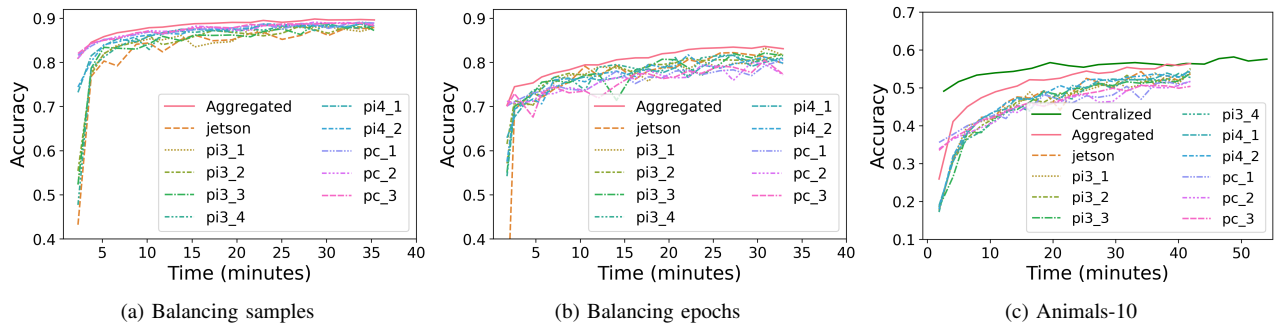 0.9
0.8
0.7
0.6
0.5
0.4
Accuracy
5
10
15
20
25
30
35
40
Time (minutes)
Aggregated
jetson
pi3_1
pi3_2
pi3_3
pi3_4
pi4_1
pi4_2
pc_1
pc_2
pc_3
(a) Balancing samples
0.9
0.8
0.7
0.6
0.5
0.4
Accuracy
5
10
15
20
25
30
35
40
Time (minutes)
Aggregated
jetson
pi3_1
pi3_2
pi3_3
pi3_4
pi4_1
pi4_2
pc_1
pc_2
pc_3
(b) Balancing epochs
0.7
0.6
0.5
0.4
0.3
0.2
0.1
Accuracy
0
10
20
30
40
50
Time (minutes)
Centralized
Aggregated
jetson
pi3_1
pi3_2
pi3_3
pi3_4
pi4_1
pi4_2
pc_1
pc_2
pc_3
(c) Animals-10